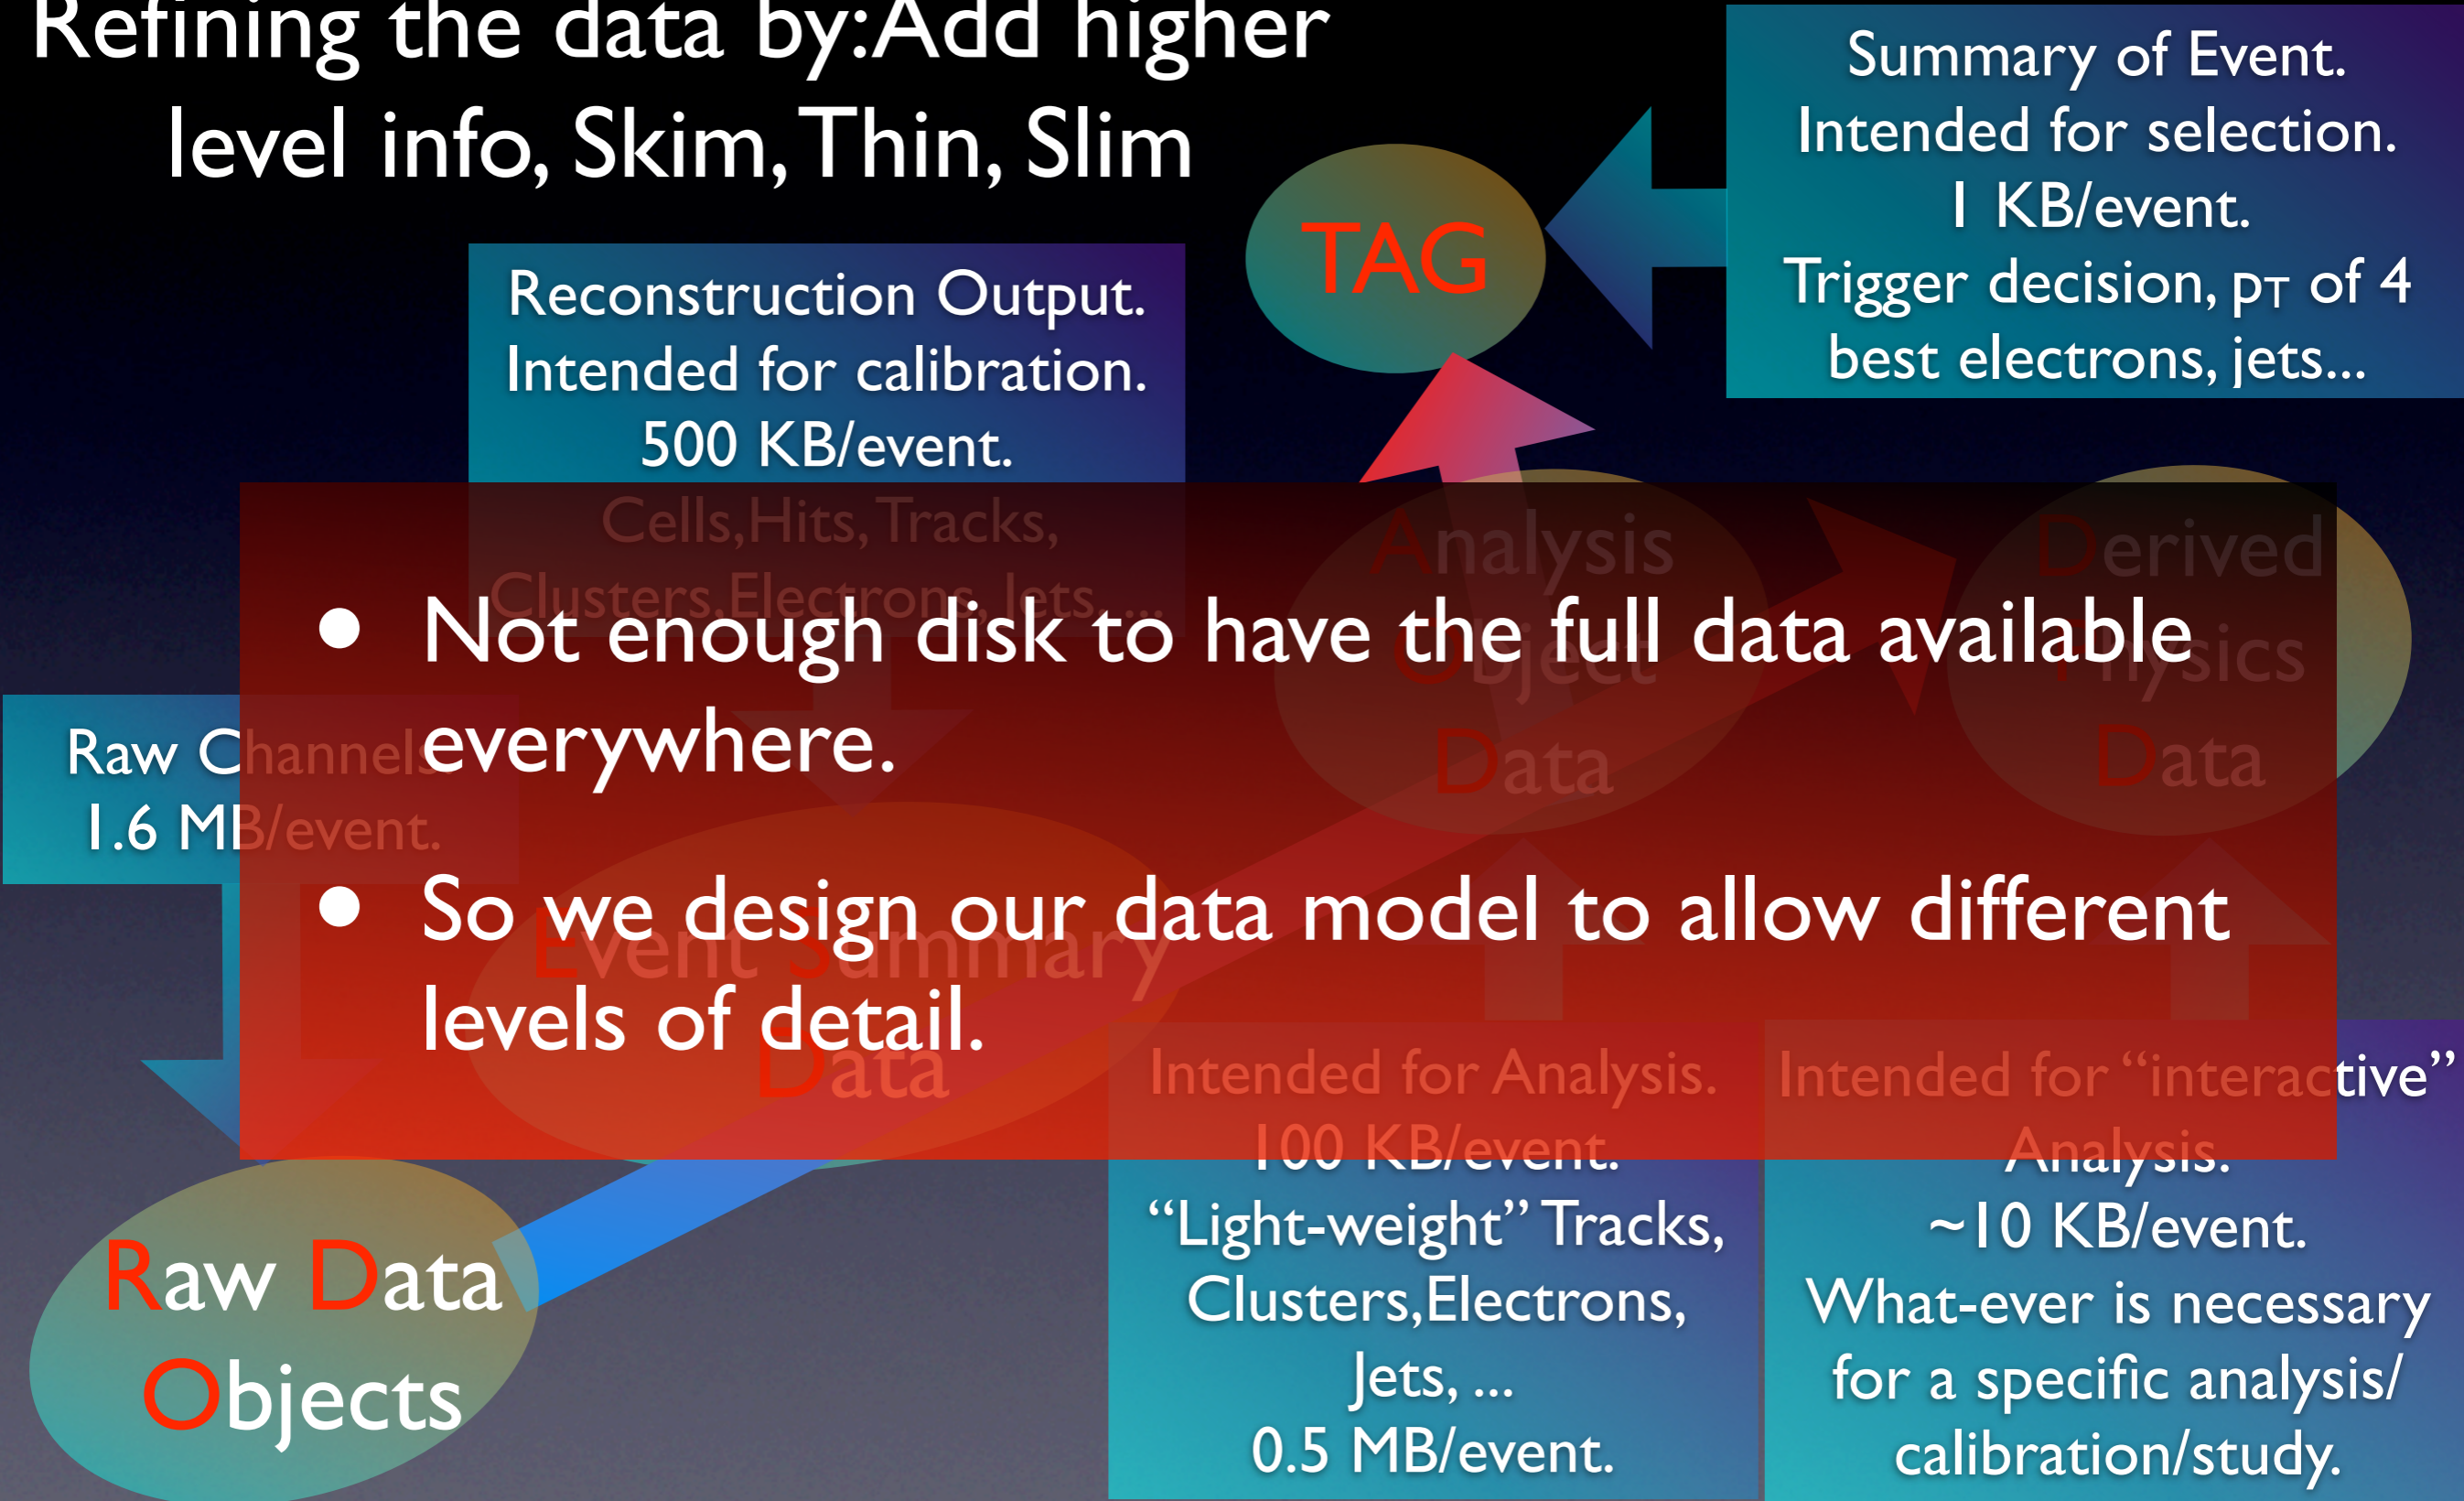 Refining the data by:Add higher
level info, Skim, Thin, Slim
Summary of Event.
Intended for selection.
1 KB/event.
Trigger decision, pT of 4
best electrons, jets...
TAG
Reconstruction Output.
Intended for calibration.
500 KB/event.
Cells,Hits,Tracks,
Clusters,Electrons, Jets, ...
Analysis
Object
Data
Derived
Physics
Data
• Not enough disk to have the full data available
everywhere.
Raw Channels.
1.6 MB/event.
• So we design our data model to allow different
levels of detail.
Event Summary
Data
Intended for Analysis.
100 KB/event.
“Light-weight” Tracks,
Clusters,Electrons,
Jets, ...
0.5 MB/event.
Intended for “interactive”
Analysis.
~10 KB/event.
What-ever is necessary
for a specific analysis/
calibration/study.
Raw Data
Objects